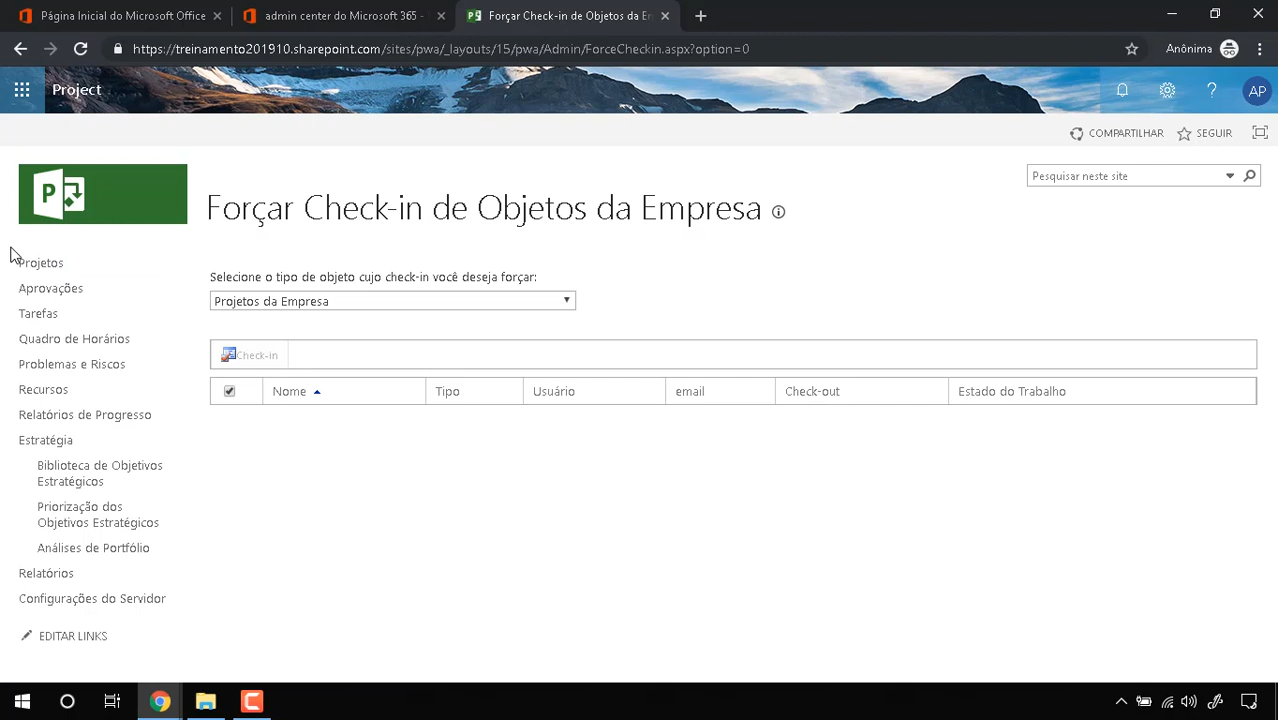 Página Inicial do Microsoft Office
admin center do Microsoft 365 -
Forçar Check-in de Objetos da En
https://treinamento201910.sharepoint.com/sites/pwa/_layouts/15/pwa/Admin/ForceCheckin.aspx?option=0
Anônima
Project
?
AP
COMPARTILHAR
SEGUIR
P
Forçar Check-in de Objetos da Empresa
Pesquisar neste site
Projetos
Aprovações
Tarefas
Quadro de Horários
Problemas e Riscos
Recursos
Relatórios de Progresso
Estratégia
Biblioteca de Objetivos
Estratégicos
Priorização dos
Objetivos Estratégicos
Análises de Portfólio
Relatórios
Configurações do Servidor
EDITAR LINKS
Selecione o tipo de objeto cujo check-in você deseja forçar:
Projetos da Empresa
Check-in
Nome Tipo Usuário email Check-out Estado do Trabalho